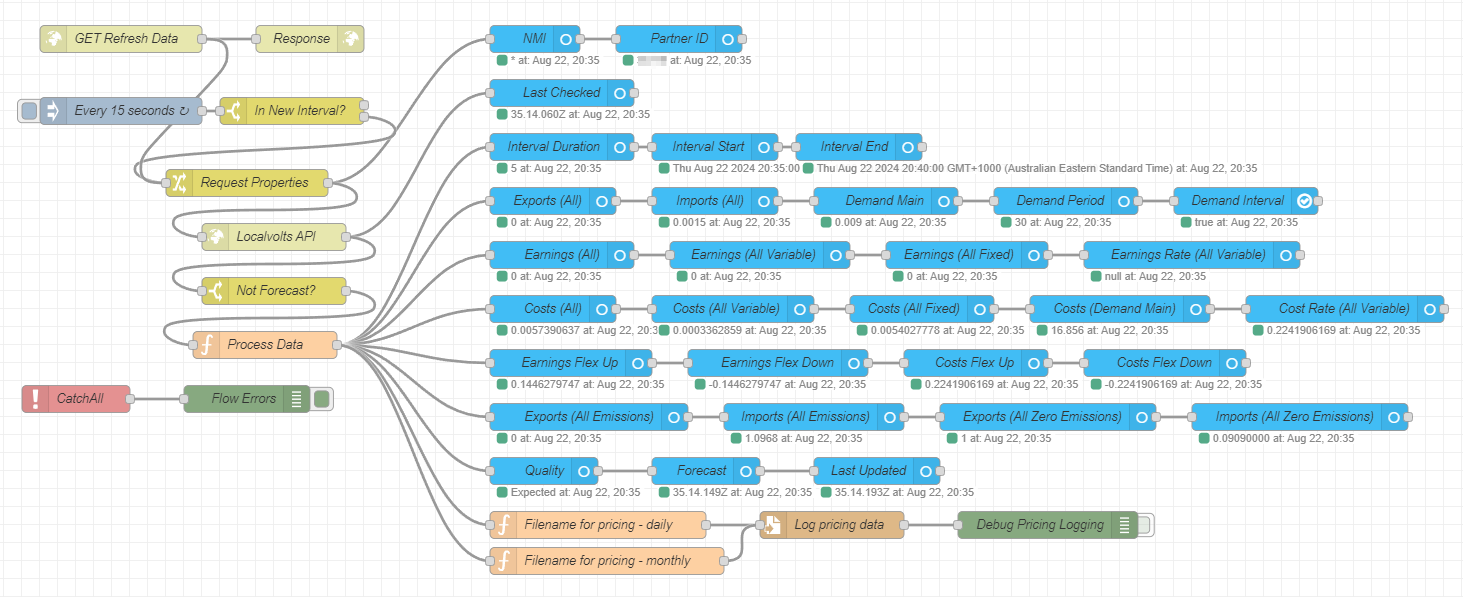 GET Refresh Data Response NMI Partner ID
* at: Aug 22, 20:35 at: Aug 22, 20:35
Last Checked
Every 15 seconds ↻ In New Interval? 35.14.060Z at: Aug 22, 20:35
Interval Duration Interval Start Interval End
5 at: Aug 22, 20:35 Thu Aug 22 2024 20:35:00 Thu Aug 22 2024 20:40:00 GMT+1000 (Australian Eastern Standard Time) at: Aug 22, 20:35
Request Properties
Exports (All) Imports (All) Demand Main Demand Period Demand Interval
0 at: Aug 22, 20:35 0.0015 at: Aug 22, 20:35 0.009 at: Aug 22, 20:35 30 at: Aug 22, 20:35 true at: Aug 22, 20:35
Localvolts API
Earnings (All) Earnings (All Variable) Earnings (All Fixed) Earnings Rate (All Variable)
0 at: Aug 22, 20:35 0 at: Aug 22, 20:35 0 at: Aug 22, 20:35 null at: Aug 22, 20:35
Not Forecast?
Costs (All) Costs (All Variable) Costs (All Fixed) Costs (Demand Main) Cost Rate (All Variable)
0.0057390637 at: Aug 22, 20:3 0.0003362859 at: Aug 22, 20:35 0.0054027778 at: Aug 22, 20:35 16.856 at: Aug 22, 20:35 0.2241906169 at: Aug 22, 20:35
Process Data
Earnings Flex Up Earnings Flex Down Costs Flex Up Costs Flex Down
0.1446279747 at: Aug 22, 20:35 -0.1446279747 at: Aug 22, 20:35 0.2241906169 at: Aug 22, 20:35 -0.2241906169 at: Aug 22, 20:35
CatchAll Flow Errors
Exports (All Emissions) Imports (All Emissions) Exports (All Zero Emissions) Imports (All Zero Emissions)
0 at: Aug 22, 20:35 1.0968 at: Aug 22, 20:35 1 at: Aug 22, 20:35 0.09090000 at: Aug 22, 20:35
Quality Forecast Last Updated
Expected at: Aug 22, 20:35 35.14.149Z at: Aug 22, 20:35 35.14.193Z at: Aug 22, 20:35
Filename for pricing - daily Log pricing data Debug Pricing Logging
Filename for pricing - monthly